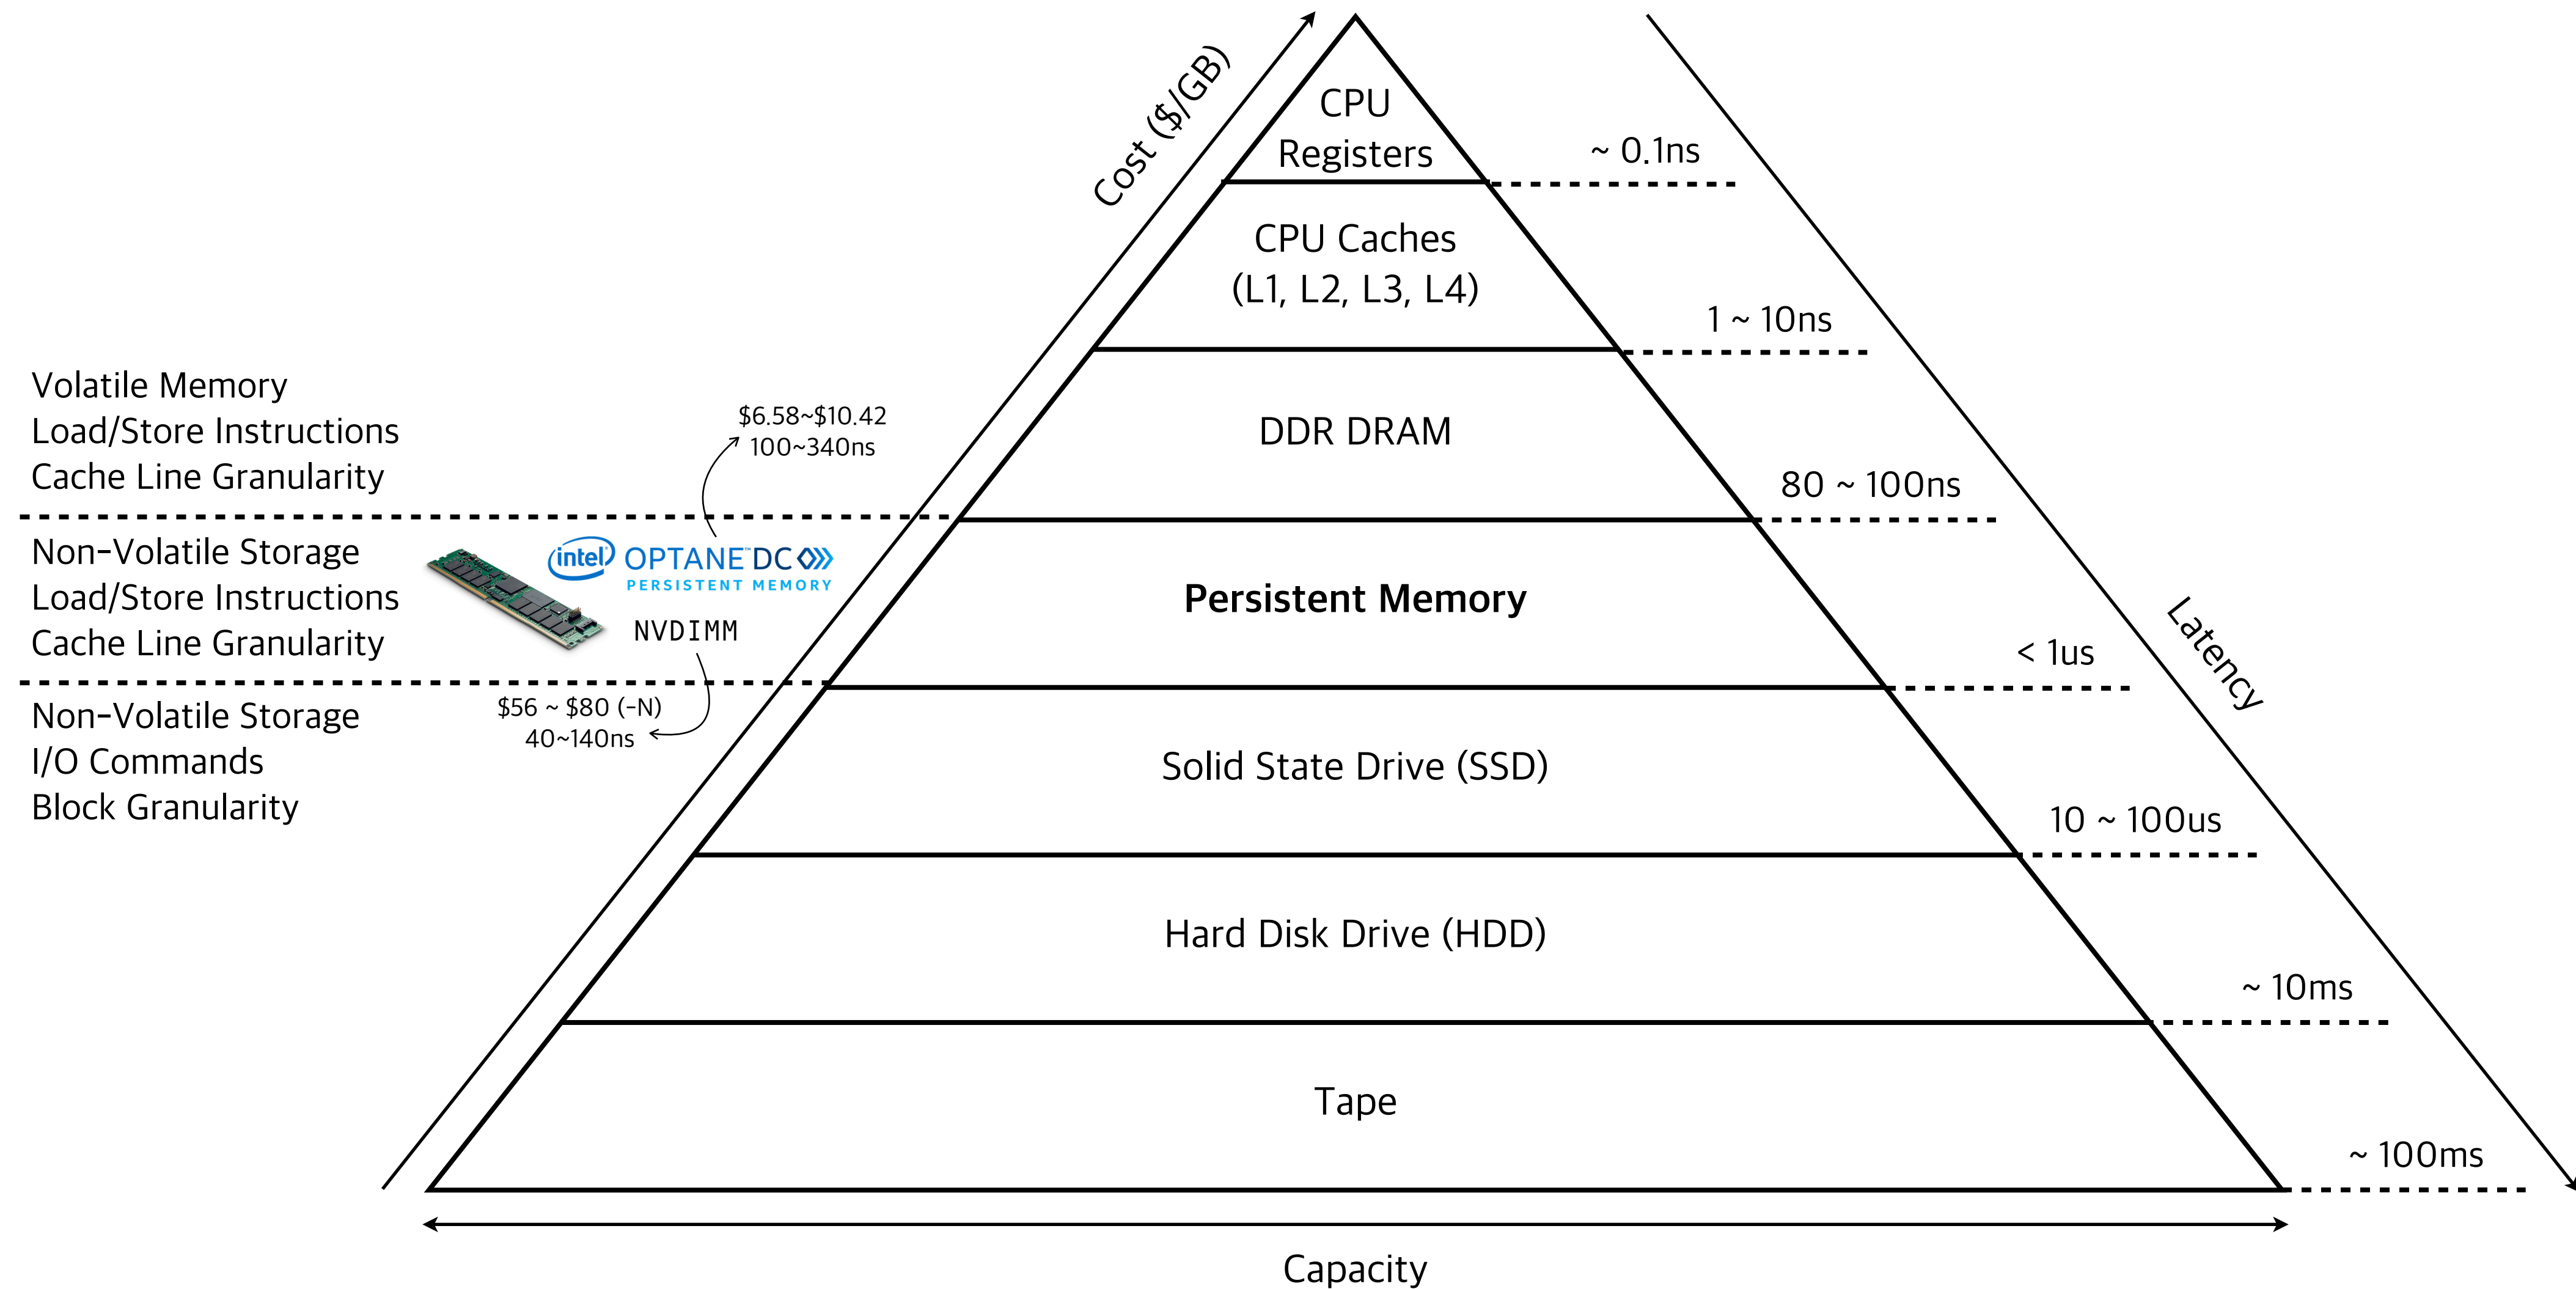 Cost ($/GB)
CPU
Registers
~ 0.1ns
CPU Caches
(L1, L2, L3, L4)
1 ~ 10ns
Volatile Memory
Load/Store Instructions
Cache Line Granularity
$6.58~$10.42
100~340ns
DDR DRAM
80 ~ 100ns
Non-Volatile Storage
Load/Store Instructions
Cache Line Granularity
intel OPTANE™DC
PERSISTENT MEMORY
NVDIMM
Persistent Memory
< 1us
Latency
Non-Volatile Storage
I/O Commands
Block Granularity
$56 ~ $80 (-N)
40~140ns
Solid State Drive (SSD)
10 ~ 100us
Hard Disk Drive (HDD)
~ 10ms
Tape
~ 100ms
Capacity